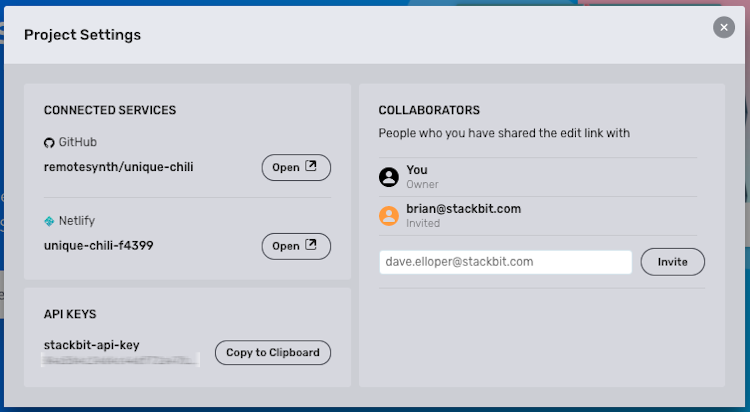 Project Settings
CONNECTED SERVICES
GitHub
remotesynth/unique-chili
Open
Netlify
unique-chili-f4399
Open
API KEYS
stackbit-api-key
Copy to Clipboard
COLLABORATORS
People who you have shared the edit link with
You
Owner
brian@stackbit.com
Invited
dave.elloper@stackbit.com
Invite